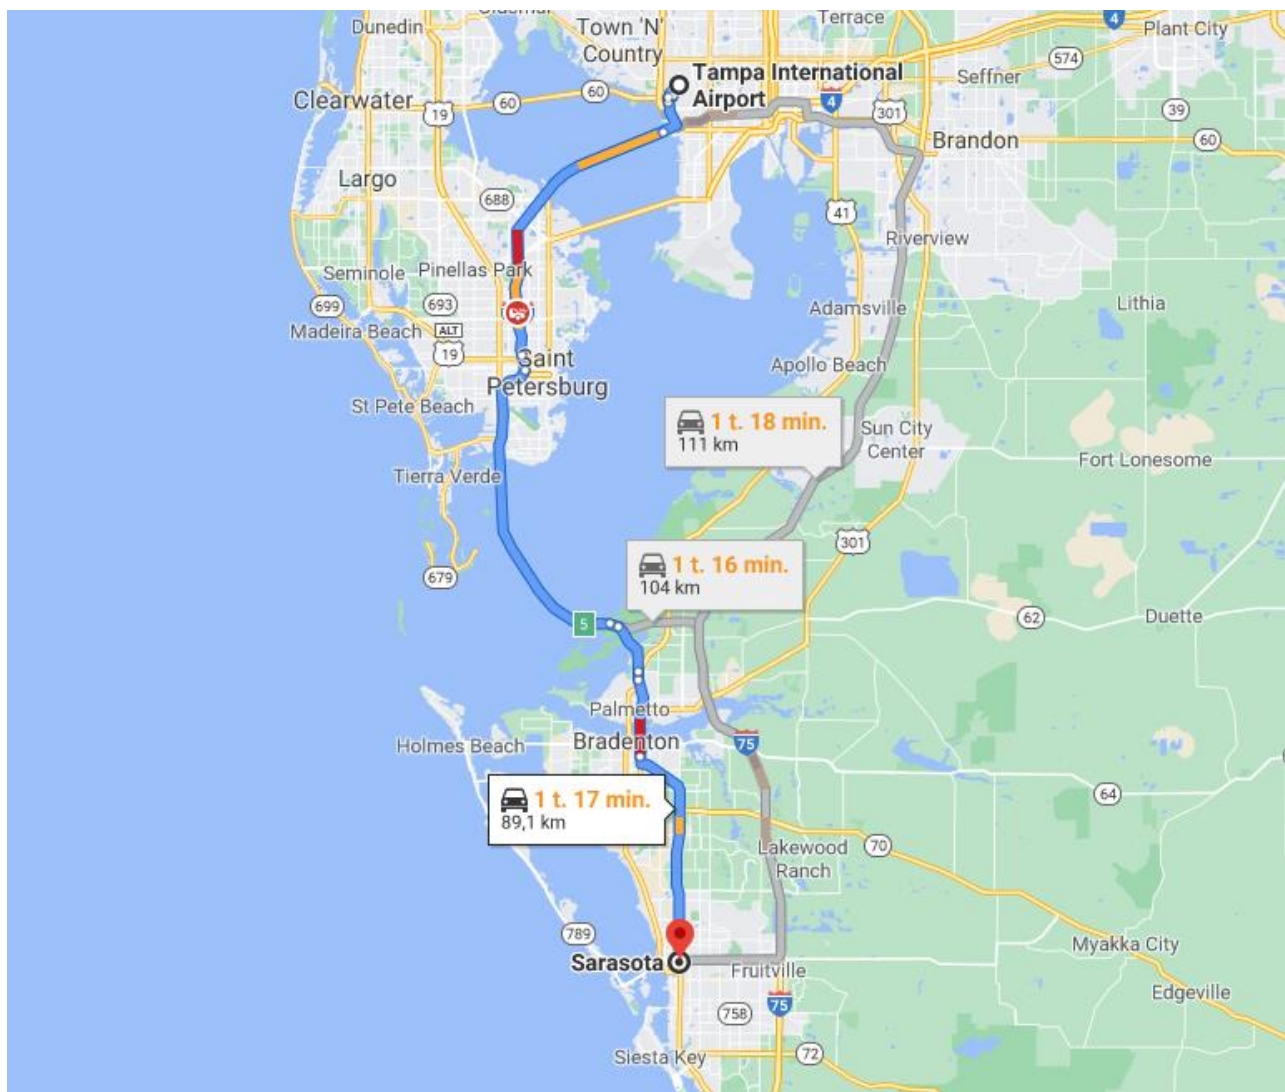 Dunedin
Town 'N'
Country
Terrace
4
Plant City
574
Seffner
Tampa International
Airport
Clearwater
60
60
19
4
301
39
Brandon
60
Largo
688
41
Riverview
Seminole
Pinellas Park
693
699
Madeira Beach
ALT
19
Adamsville
Lithia
Saint
Petersburg
Apollo Beach
St Pete Beach
1 t. 18 min.
111 km
Sun City
Center
Fort Lonesome
Tierra Verde
301
1 t. 16 min.
104 km
679
5
62
Duette
Palmetto
Holmes Beach
Bradenton
75
64
1 t. 17 min.
89,1 km
Lakewood
Ranch
70
789
Myakka City
Sarasota
Fruitville
Edgeville
75
758
Siesta Key
72